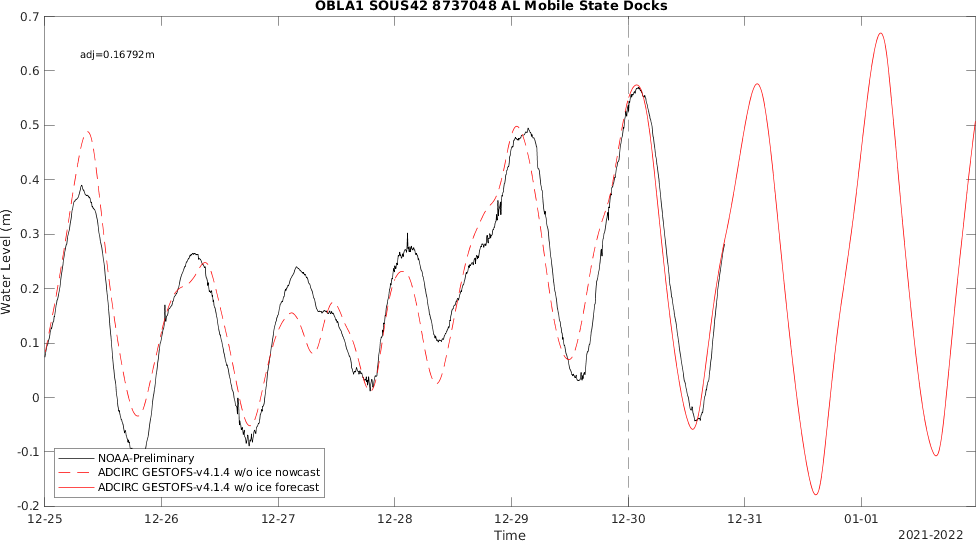 OBLA1 SOUS42 8737048 AL Mobile State Docks
adj=0.16792m
0.7
0.6
0.5
0.4
0.3
0.2
0.1
0
-0.1
-0.2
Water Level (m)
NOAA-Preliminary
ADCIRC GESTOFS-v4.1.4 w/o ice nowcast
ADCIRC GESTOFS-v4.1.4 w/o ice forecast
12-25 12-26 12-27 12-28 12-29 12-30 12-31 01-01
Time
2021-2022